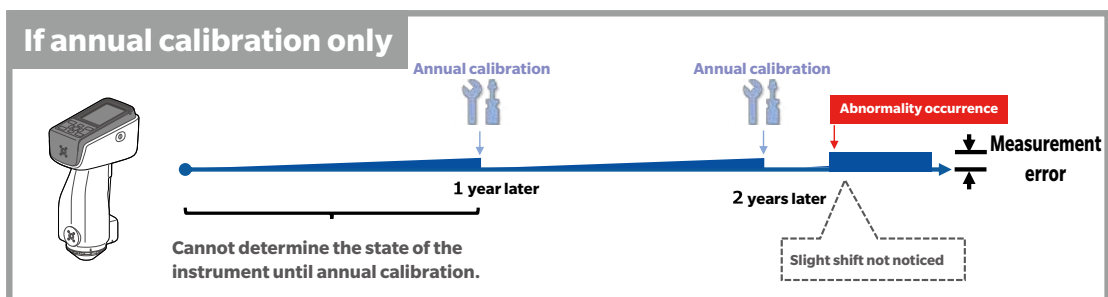 If annual calibration only
Annual calibration
Annual calibration
Abnormality occurrence
Measurement
error
1 year later
2 years later
Cannot determine the state of the
instrument until annual calibration.
Slight shift not noticed